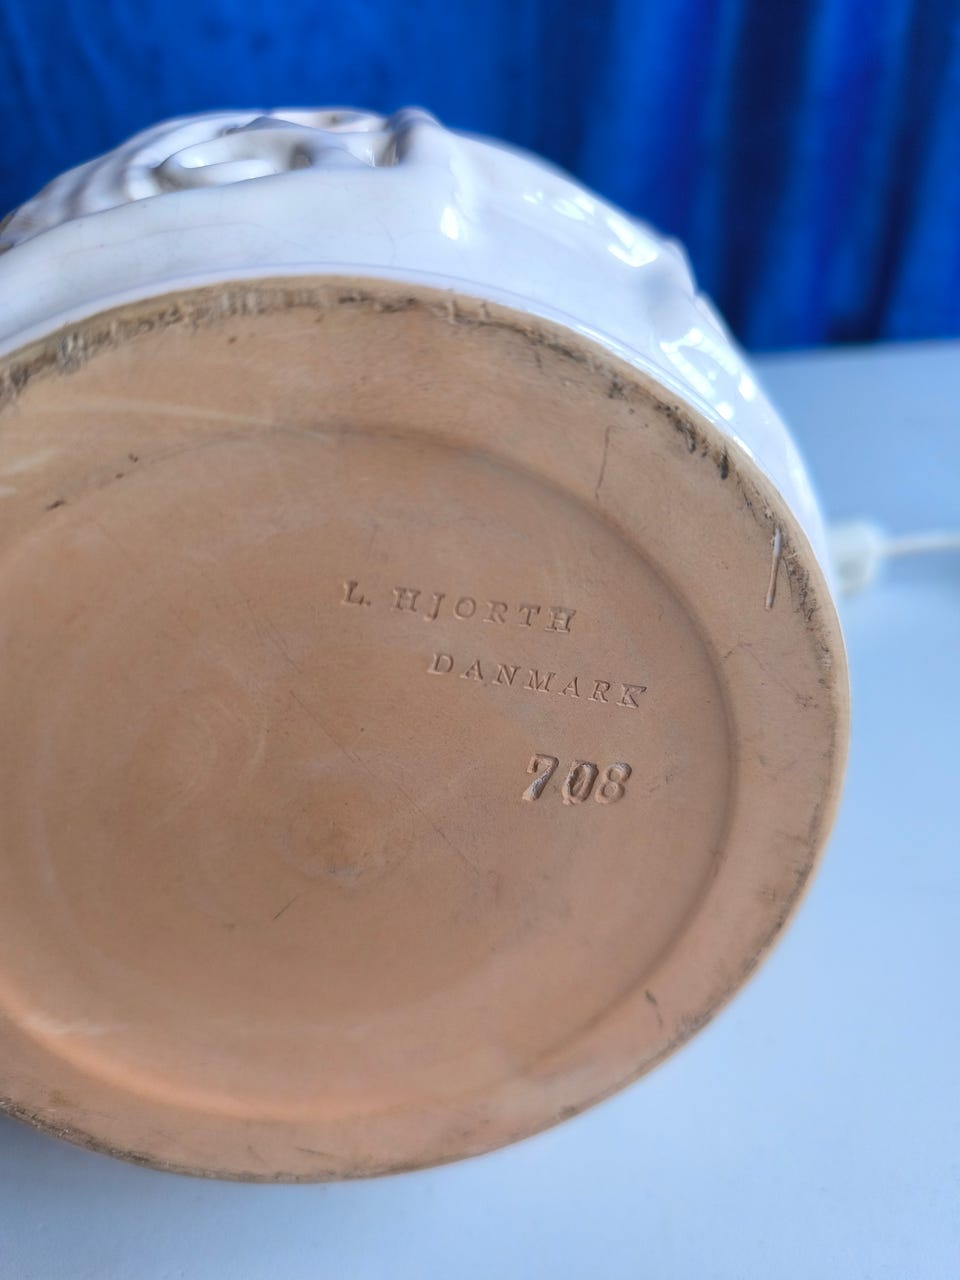 L. HJORTH
DANMARK
708